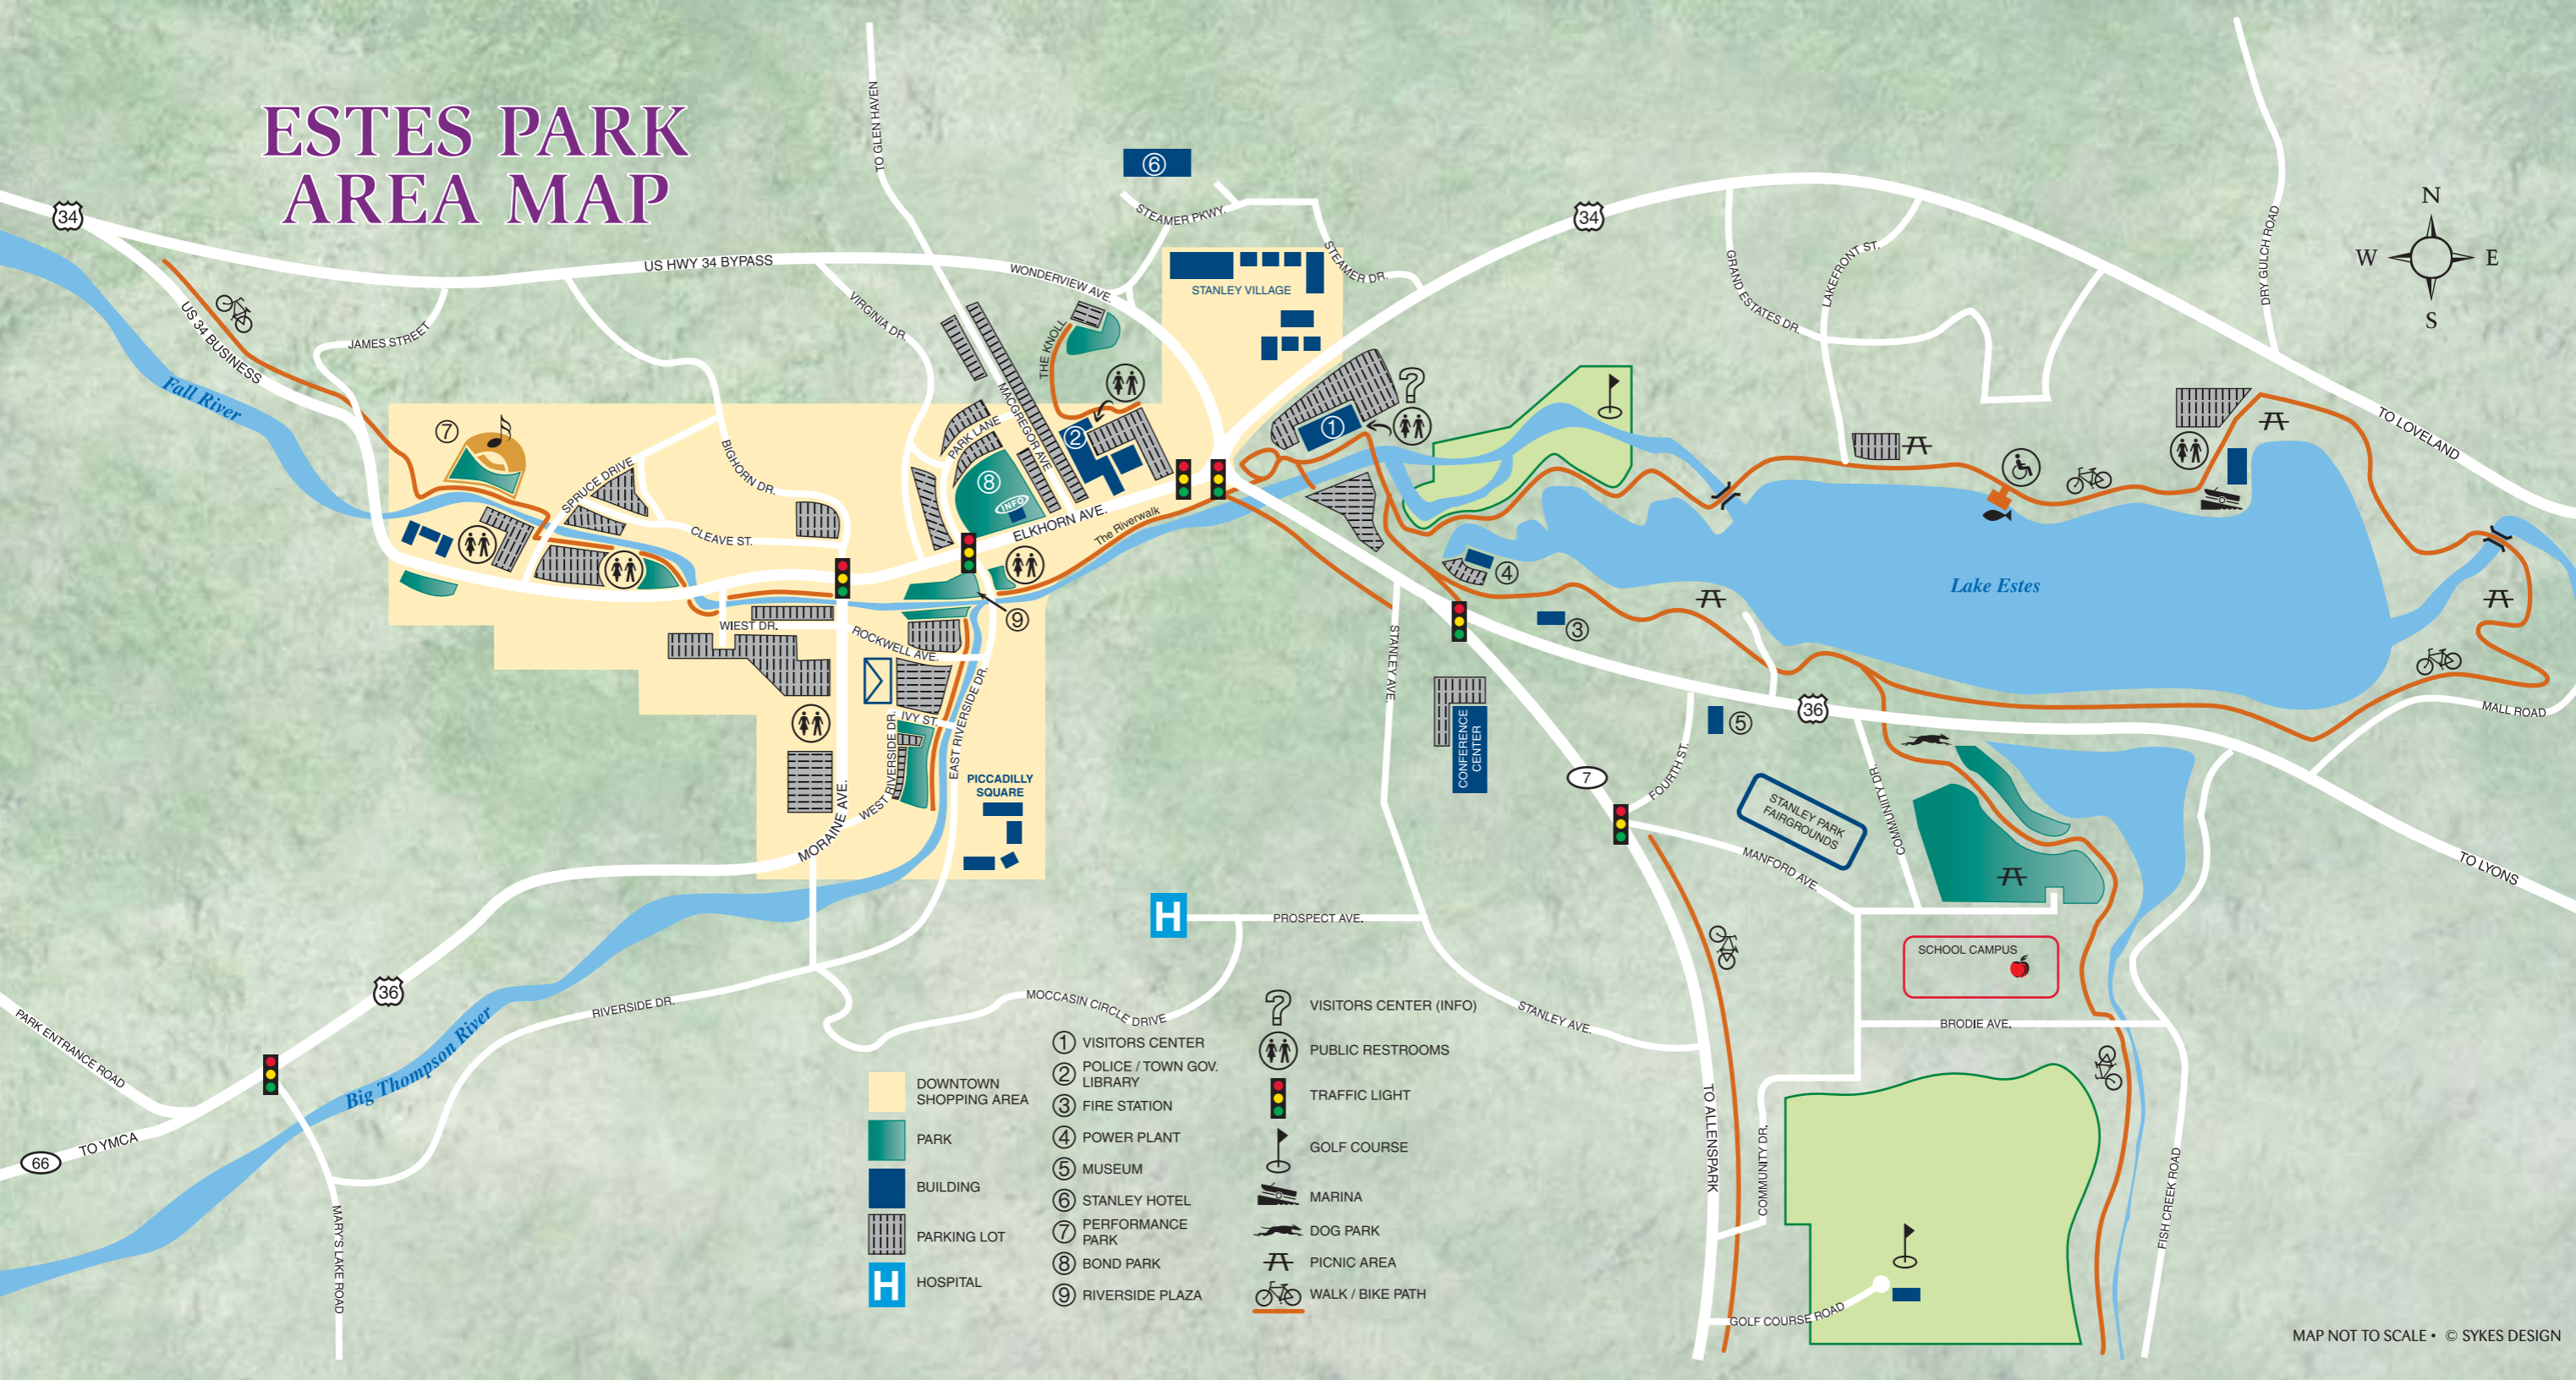 ESTES PARK
AREA MAP
34
US HWY 34 BYPASS
US 34 BUSINESS
JAMES STREET
Fall River
TO GLEN HAVEN
VIRGINIA DR.
WONDERVIEW AVE.
THE KNOLL
MACGREGOR AVE
PARK LANE
BIGHORN DR.
SPRUCE DRIVE
CLEAVE ST.
7
8
INFO
2
ELKHORN AVE.
The Riverwalk
9
WIEST DR.
ROCKWELL AVE.
IVY ST.
WEST RIVERSIDE DR.
EAST RIVERSIDE DR.
MORAINE AVE.
PICCADILLY
SQUARE
6
STEAMER PKWY.
STEAMER DR.
STANLEY VILLAGE
1
?
34
GRAND ESTATES DR.
LAKEFRONT ST.
DRY GULCH ROAD
N
W
E
S
TO LOVELAND
Lake Estes
4
3
5
36
MALL ROAD
TO LYONS
STANLEY AVE.
CONFERENCE
CENTER
7
FOURTH ST.
STANLEY PARK
FAIRGROUNDS
COMMUNITY DR.
MANFORD AVE.
SCHOOL CAMPUS
BRODIE AVE.
FISH CREEK ROAD
COMMUNITY DR.
TO ALLENSPARK
GOLF COURSE ROAD
H
PROSPECT AVE.
STANLEY AVE.
MOCCASIN CIRCLE DRIVE
RIVERSIDE DR.
36
Big Thompson River
PARK ENTRANCE ROAD
TO YMCA
66
MARY'S LAKE ROAD
DOWNTOWN
SHOPPING AREA
PARK
BUILDING
PARKING LOT
H HOSPITAL
1 VISITORS CENTER
2 POLICE / TOWN GOV.
LIBRARY
3 FIRE STATION
4 POWER PLANT
5 MUSEUM
6 STANLEY HOTEL
7 PERFORMANCE
PARK
8 BOND PARK
9 RIVERSIDE PLAZA
? VISITORS CENTER (INFO)
PUBLIC RESTROOMS
TRAFFIC LIGHT
GOLF COURSE
MARINA
DOG PARK
PICNIC AREA
WALK / BIKE PATH
MAP NOT TO SCALE • © SYKES DESIGN